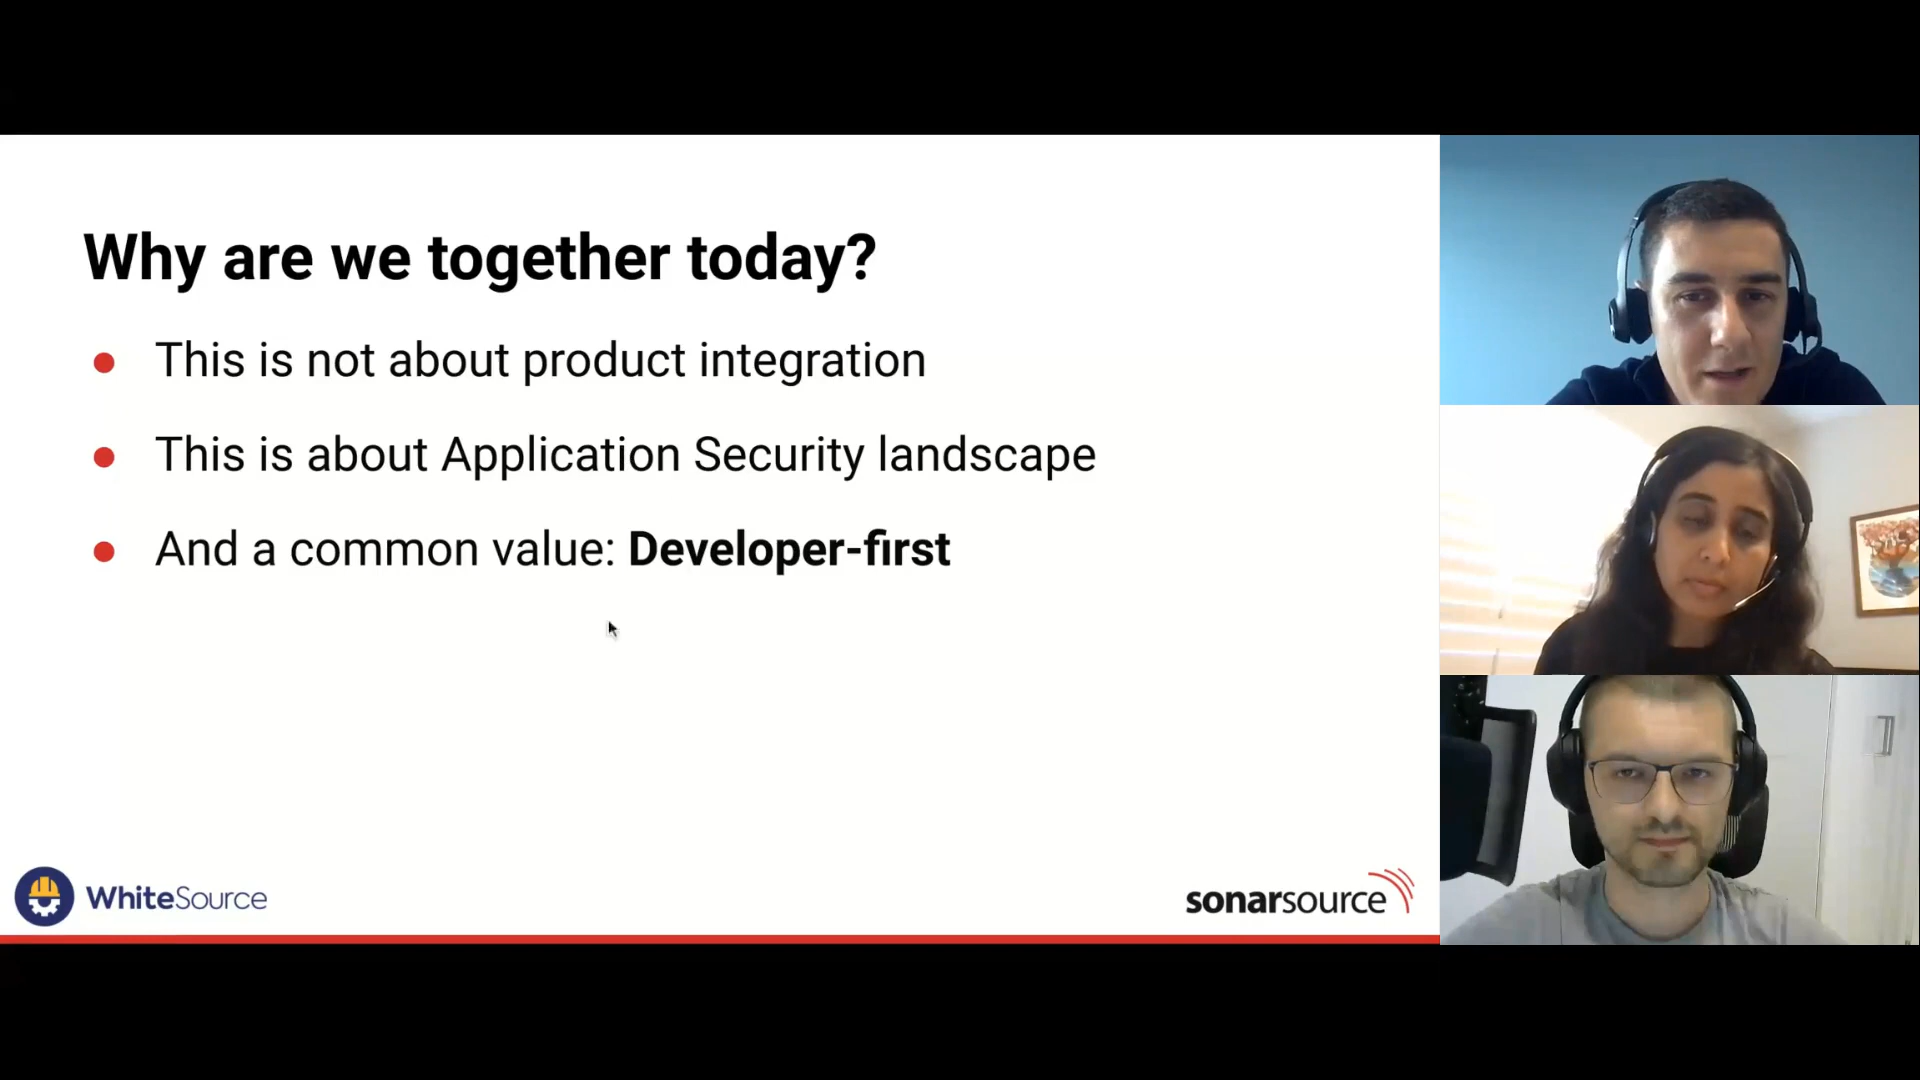 Why are we together today?
This is not about product integration
This is about Application Security landscape
And a common value: Developer-first
WhiteSource
sonarsource